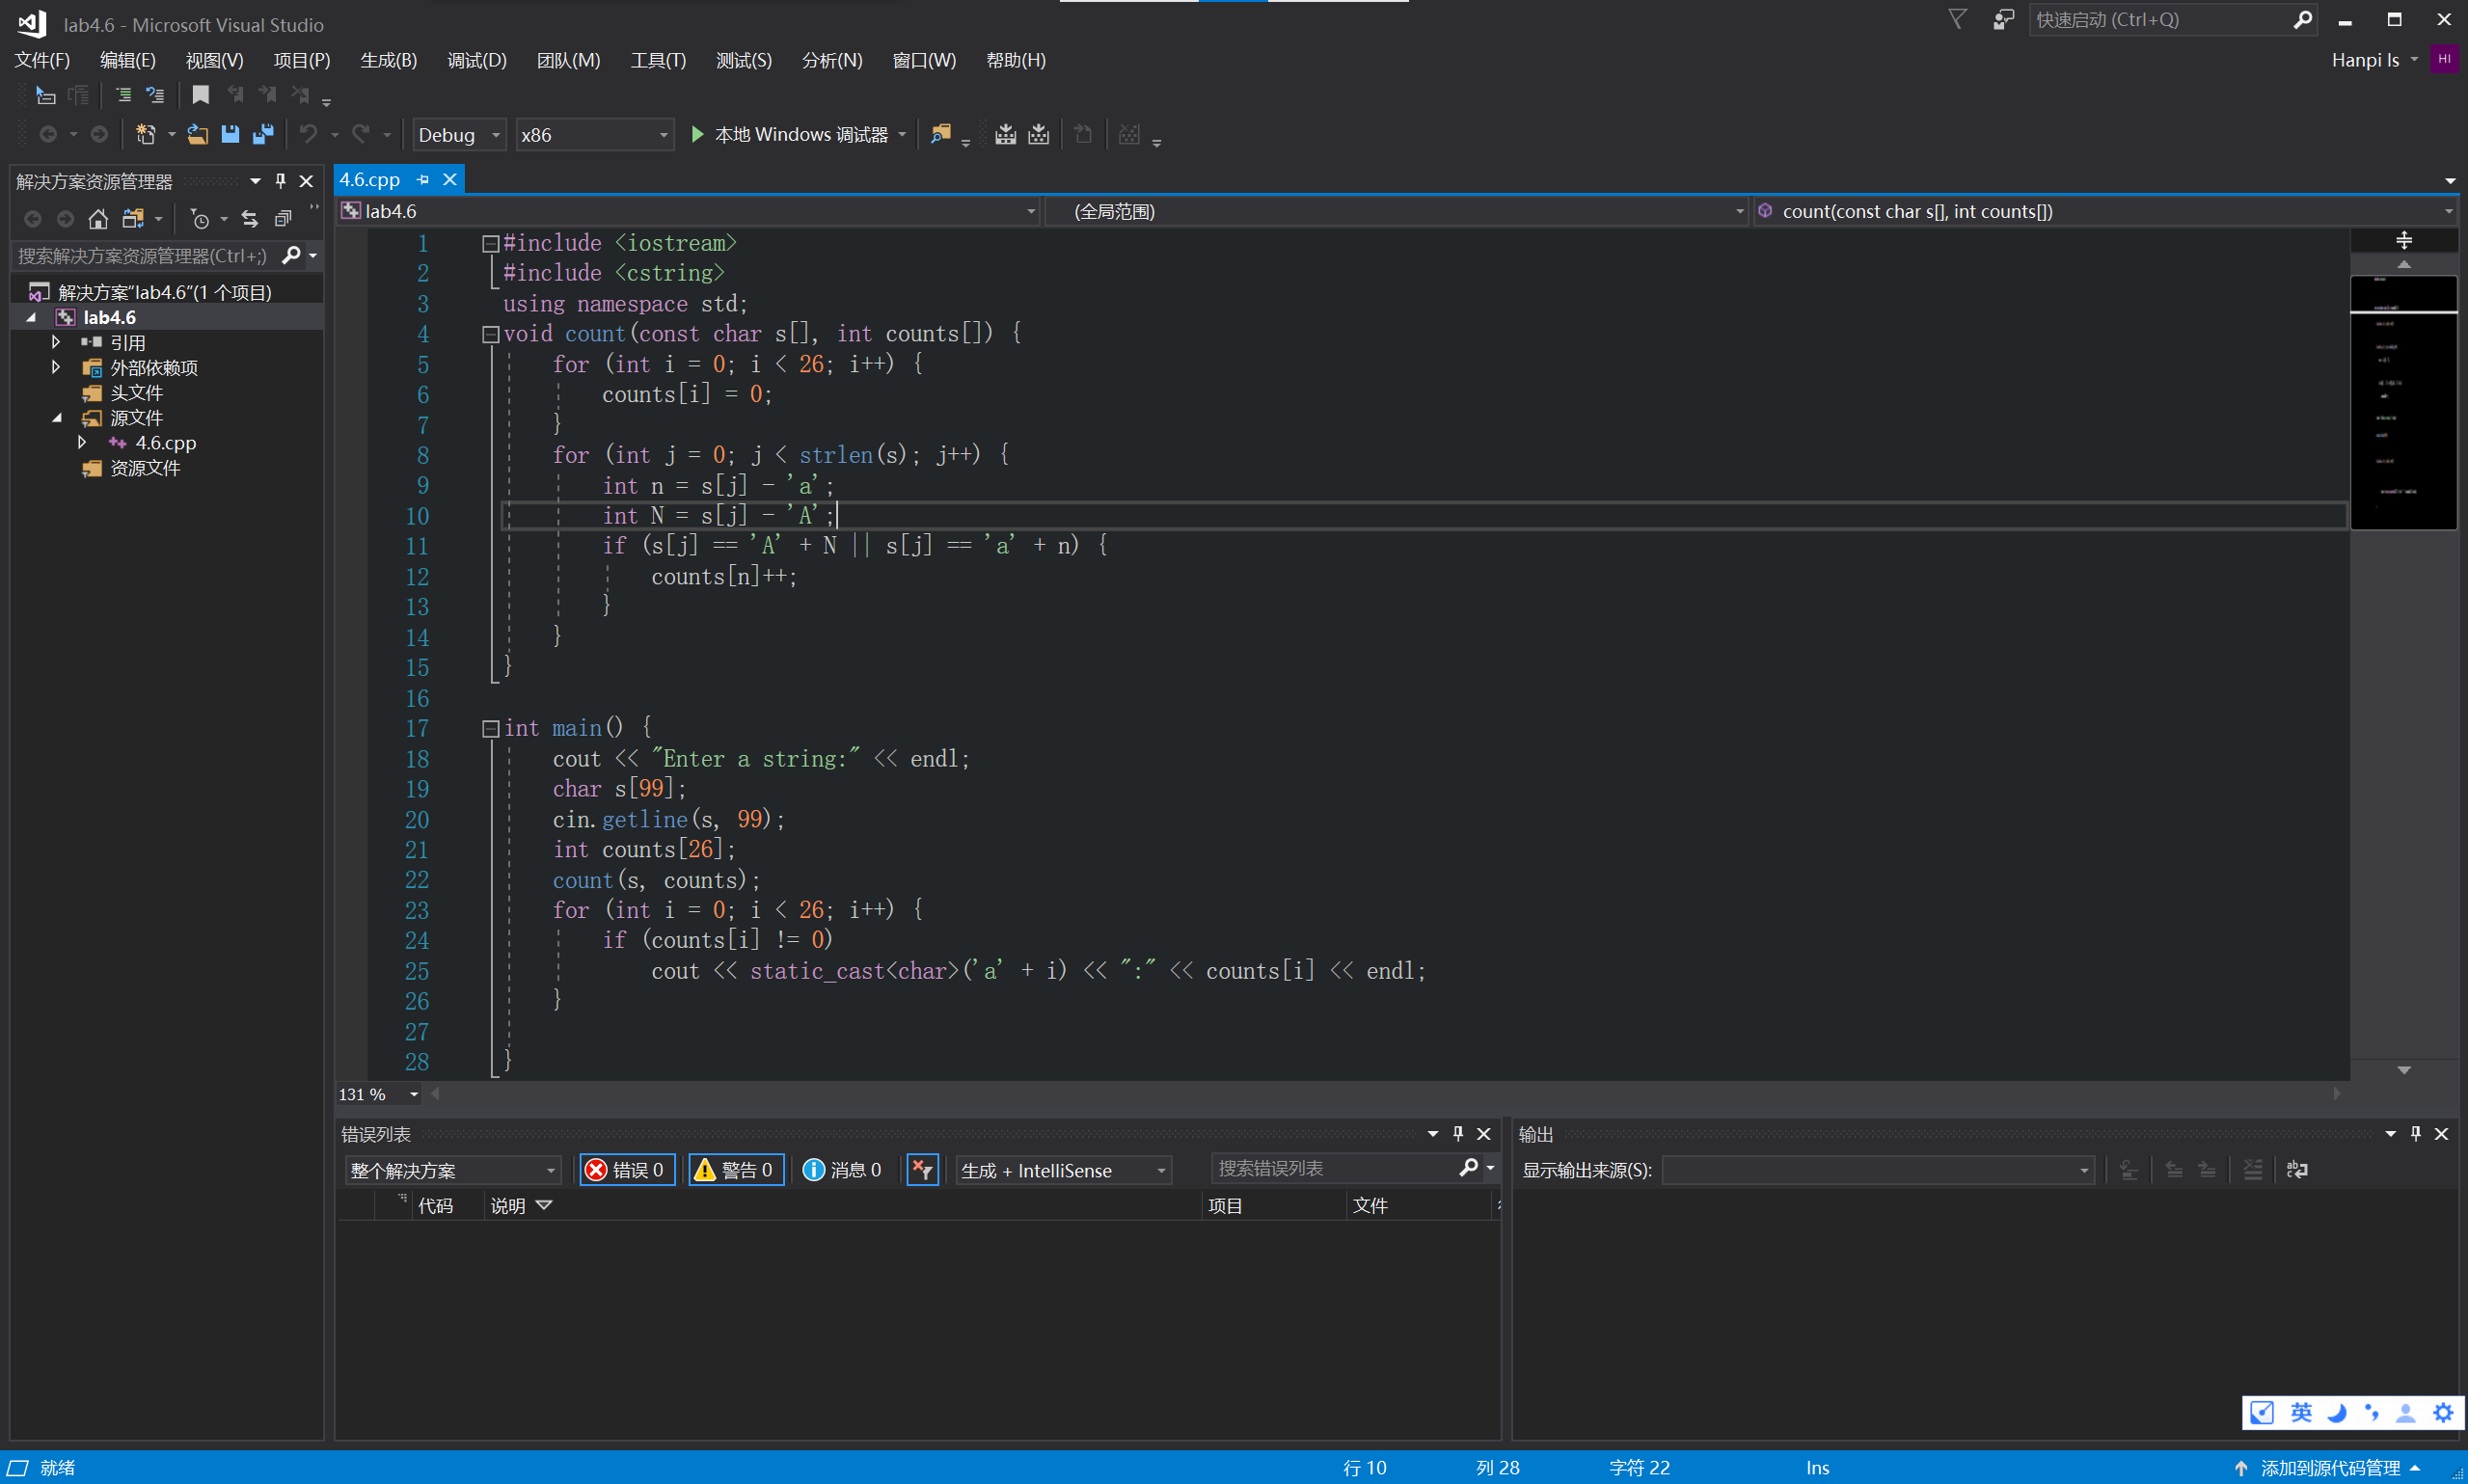 lab4.6 - Microsoft Visual Studio
快速启动 (Ctrl+Q)
文件(F) 编辑(E) 视图(V) 项目(P) 生成(B) 调试(D) 团队(M) 工具(T) 测试(S) 分析(N) 窗口(W) 帮助(H)
Hanpi Is HI
Debug x86 本地 Windows 调试器
解决方案资源管理器
搜索解决方案资源管理器(Ctrl+;)
解决方案"lab4.6"(1 个项目)
lab4.6
引用
外部依赖项
头文件
源文件
4.6.cpp
资源文件
4.6.cpp
lab4.6 (全局范围) count(const char s[], int counts[])
1 #include <iostream>
2 #include <cstring>
3 using namespace std;
4 void count(const char s[], int counts[]) {
5 for (int i = 0; i < 26; i++) {
6 counts[i] = 0;
7 }
8 for (int j = 0; j < strlen(s); j++) {
9 int n = s[j] - 'a';
10 int N = s[j] - 'A';
11 if (s[j] == 'A' + N || s[j] == 'a' + n) {
12 counts[n]++;
13 }
14 }
15 }
16
17 int main() {
18 cout << "Enter a string:" << endl;
19 char s[99];
20 cin.getline(s, 99);
21 int counts[26];
22 count(s, counts);
23 for (int i = 0; i < 26; i++) {
24 if (counts[i] != 0)
25 cout << static_cast<char>('a' + i) << ":" << counts[i] << endl;
26 }
27
28 }
131 %
错误列表
整个解决方案 错误 0 警告 0 消息 0 生成 + IntelliSense 搜索错误列表
代码 说明 项目 文件
输出
显示输出来源(S):
英
就绪 行 10 列 28 字符 22 Ins 添加到源代码管理